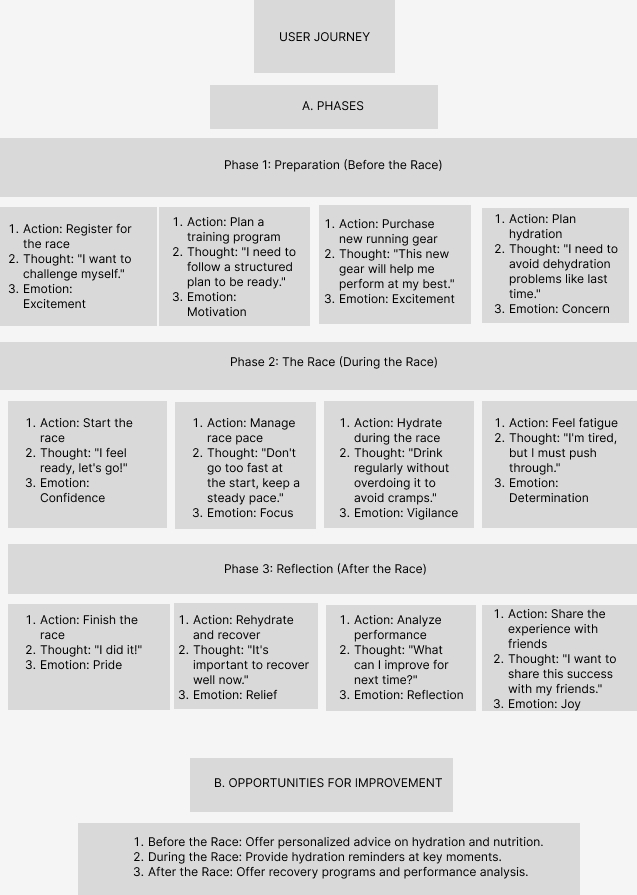 USER JOURNEY
A. PHASES
Phase 1: Preparation (Before the Race)
1. Action: Register for
the race
2. Thought: "I want to
challenge myself."
3. Emotion:
Excitement
1. Action: Plan a
training program
2. Thought: "I need to
follow a structured
plan to be ready."
3. Emotion:
Motivation
1. Action: Purchase
new running gear
2. Thought: "This new
gear will help me
perform at my best."
3. Emotion: Excitement
1. Action: Plan
hydration
2. Thought: "I need to
avoid dehydration
problems like last
time."
3. Emotion: Concern
Phase 2: The Race (During the Race)
1. Action: Start the
race
2. Thought: "I feel
ready, let's go!"
3. Emotion:
Confidence
1. Action: Manage
race pace
2. Thought: "Don't
go too fast at
the start, keep a
steady pace."
3. Emotion: Focus
1. Action: Hydrate
during the race
2. Thought: "Drink
regularly without
overdoing it to
avoid cramps."
3. Emotion: Vigilance
1. Action: Feel fatigue
2. Thought: "I'm tired,
but I must push
through."
3. Emotion:
Determination
Phase 3: Reflection (After the Race)
1. Action: Finish the
race
2. Thought: "I did it!"
3. Emotion: Pride
1. Action: Rehydrate
and recover
2. Thought: "It's
important to recover
well now."
3. Emotion: Relief
1. Action: Analyze
performance
2. Thought: "What
can I improve for
next time?"
3. Emotion: Reflection
1. Action: Share the
experience with
friends
2. Thought: "I want to
share this success
with my friends."
3. Emotion: Joy
B. OPPORTUNITIES FOR IMPROVEMENT
1. Before the Race: Offer personalized advice on hydration and nutrition.
2. During the Race: Provide hydration reminders at key moments.
3. After the Race: Offer recovery programs and performance analysis.